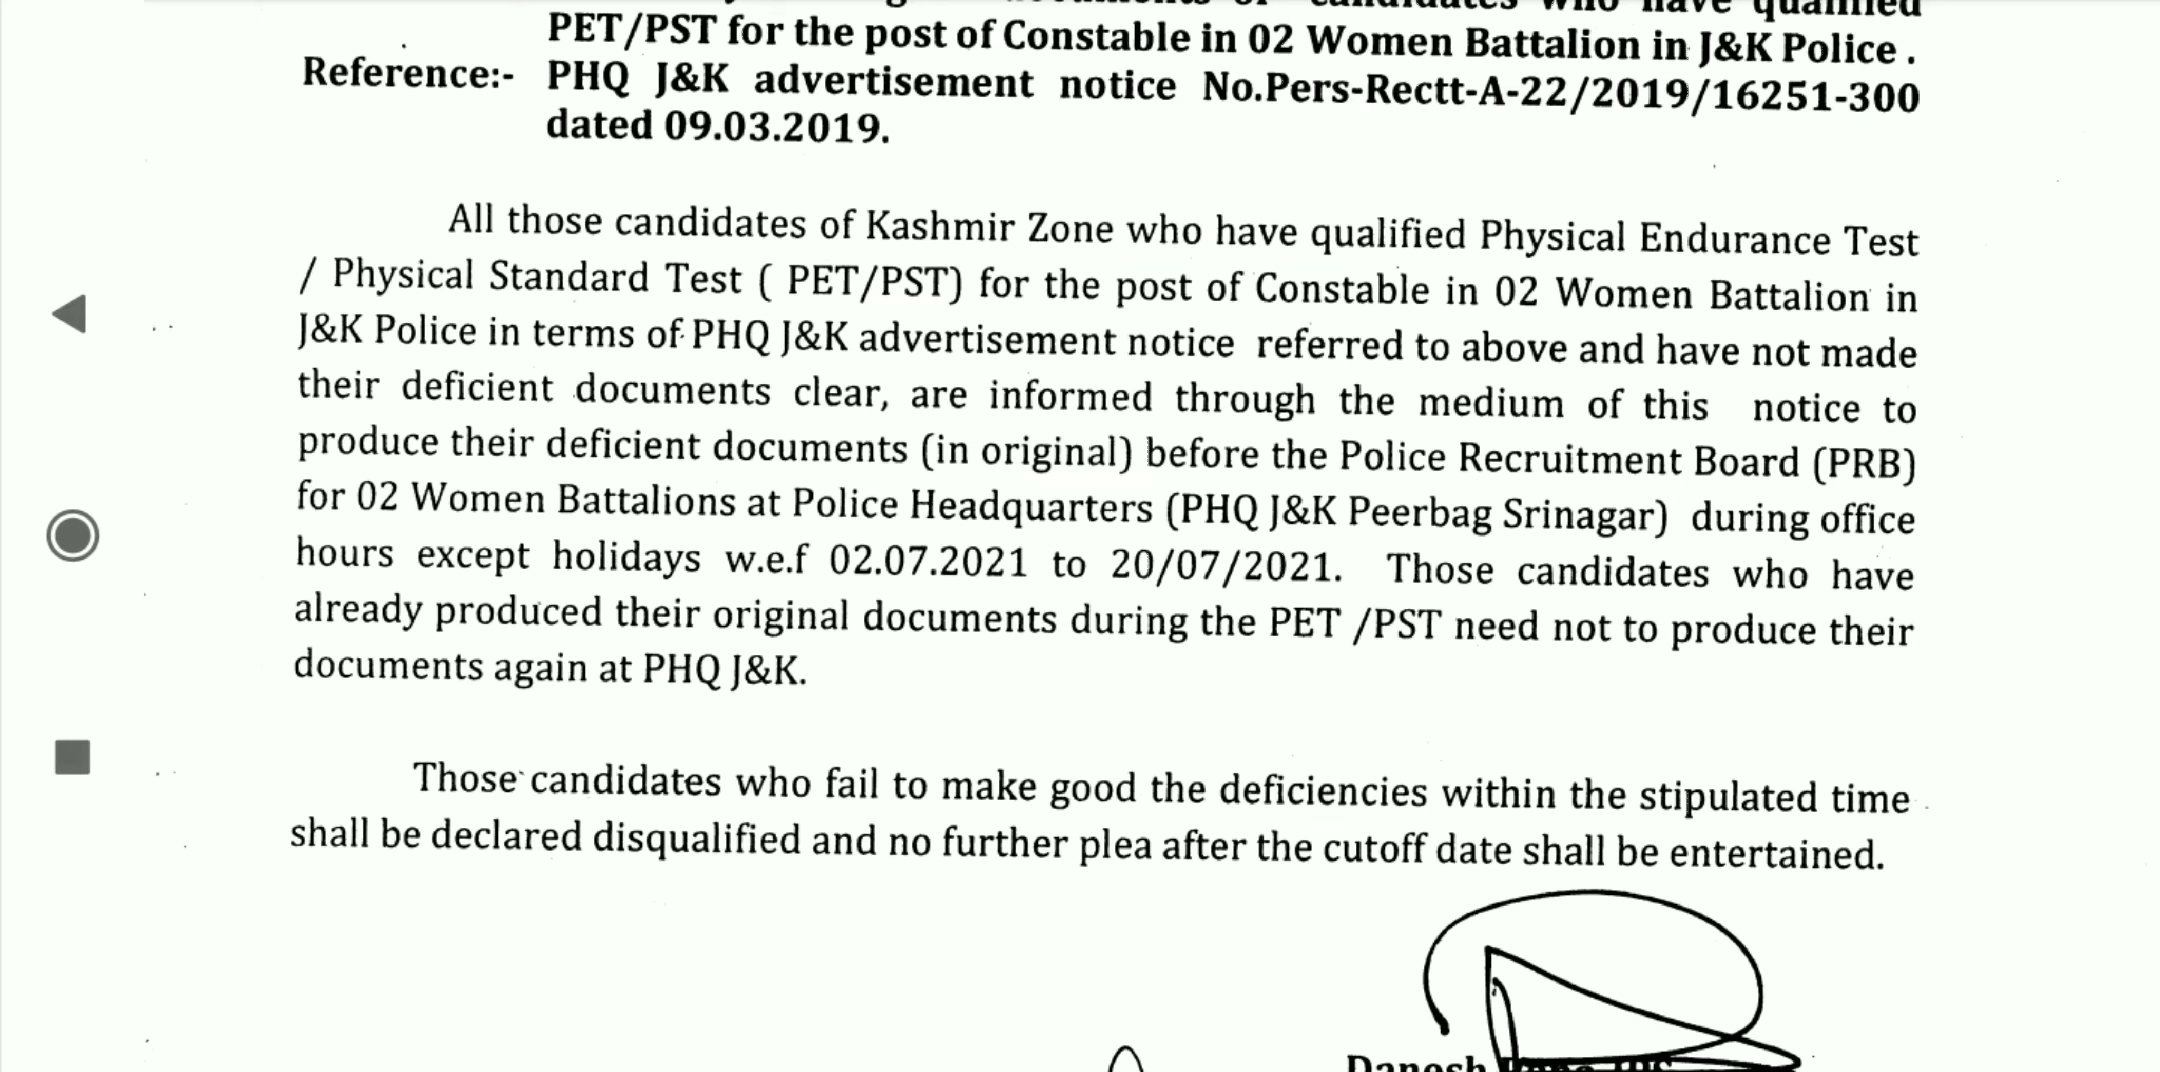 candidates who have qualified
PET/PST for the post of Constable in 02 Women Battalion in J&K Police .
Reference:- PHQ J&K advertisement notice No.Pers-Rectt-A-22/2019/16251-300
dated 09.03.2019.
All those candidates of Kashmir Zone who have qualified Physical Endurance Test
/ Physical Standard Test ( PET/PST) for the post of Constable in 02 Women Battalion in
J&K Police in terms of PHQ J&K advertisement notice referred to above and have not made
their deficient documents clear, are informed through the medium of this notice to
produce their deficient documents (in original) before the Police Recruitment Board (PRB)
for 02 Women Battalions at Police Headquarters (PHQ J&K Peerbag Srinagar) during office
hours except holidays w.e.f 02.07.2021 to 20/07/2021. Those candidates who have
already produced their original documents during the PET /PST need not to produce their
documents again at PHQ J&K.
Those candidates who fail to make good the deficiencies within the stipulated time
shall be declared disqualified and no further plea after the cutoff date shall be entertained.
Danesh